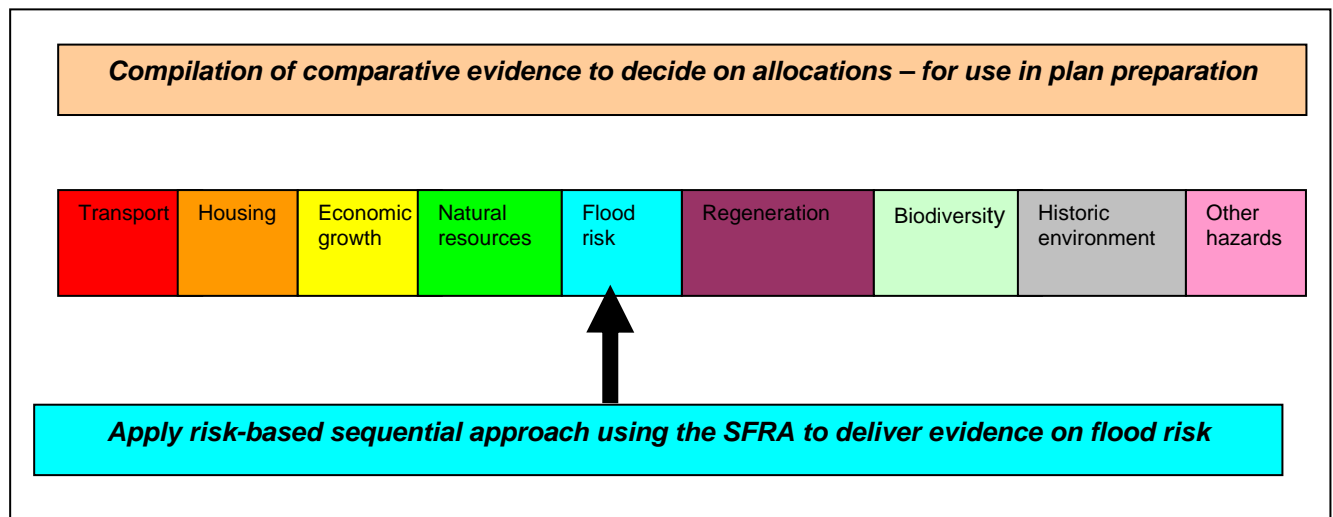 Compilation of comparative evidence to decide on allocations – for use in plan preparation
Transport
Housing
Economic
growth
Natural
resources
Flood
risk
Regeneration
Biodiversity
Historic
environment
Other
hazards
Apply risk-based sequential approach using the SFRA to deliver evidence on flood risk